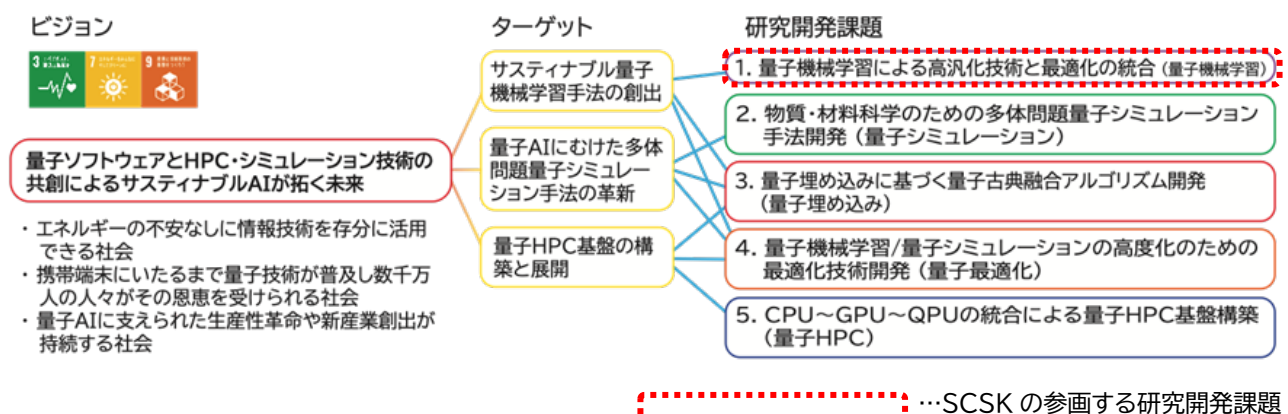 ビジョン
3
7
9
量子ソフトウェアとHPC・シミュレーション技術の
共創によるサスティナブルAIが拓く未来
・エネルギーの不安なしに情報技術を存分に活用
できる社会
・携帯端末にいたるまで量子技術が普及し数千万
人の人々がその恩恵を受けられる社会
・量子AIに支えられた生産性革命や新産業創出が
持続する社会
ターゲット
サスティナブル量子
機械学習手法の創出
量子AIにむけた多体
問題量子シミュレー
ション手法の革新
量子HPC基盤の構
築と展開
研究開発課題
1. 量子機械学習による高汎化技術と最適化の統合 (量子機械学習)
2. 物質・材料科学のための多体問題量子シミュレーション
手法開発 (量子シミュレーション)
3. 量子埋め込みに基づく量子古典融合アルゴリズム開発
(量子埋め込み)
4. 量子機械学習/量子シミュレーションの高度化のための
最適化技術開発 (量子最適化)
5. CPU～GPU～QPUの統合による量子HPC基盤構築
(量子HPC)
…SCSK の参画する研究開発課題